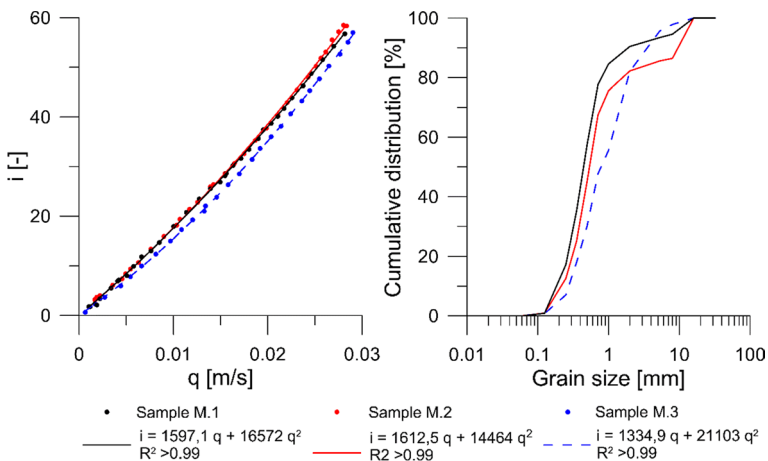 60
40
20
0
i [-]
0
0.01
0.02
0.03
q [m/s]
100
80
60
40
20
0
Cumulative distribution [%]
0.01
0.1
1
10
100
Grain size [mm]
Sample M.1
Sample M.2
Sample M.3
i = 1597,1 q + 16572 q²
R² >0.99
i = 1612,5 q + 14464 q²
R2 >0.99
i = 1334,9 q + 21103 q²
R² >0.99